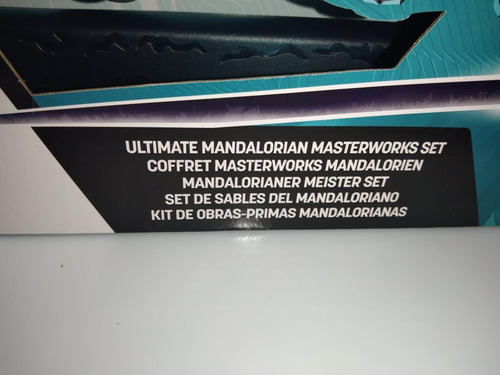 ULTIMATE MANDALORIAN MASTERWORKS SET
COFFRET MASTERWORKS MANDALORIEN
MANDALORIANER MEISTER SET
SET DE SABLES DEL MANDALORIANO
KIT DE OBRAS-PRIMAS MANDALORIANAS